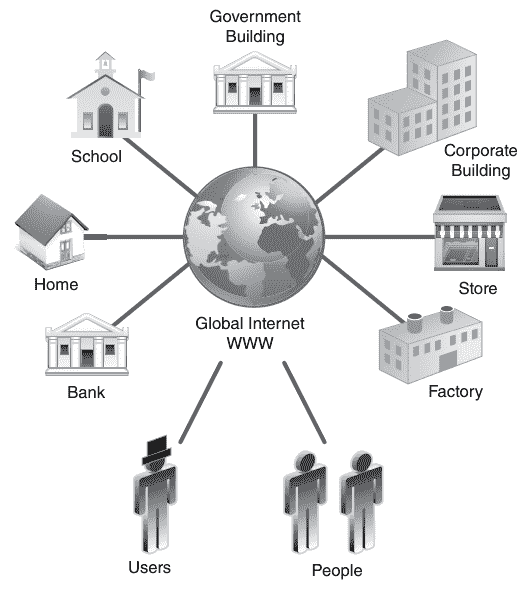 Government
Building
School
Corporate
Building
Home
Store
Global Internet
WWW
Bank
Factory
Users
People